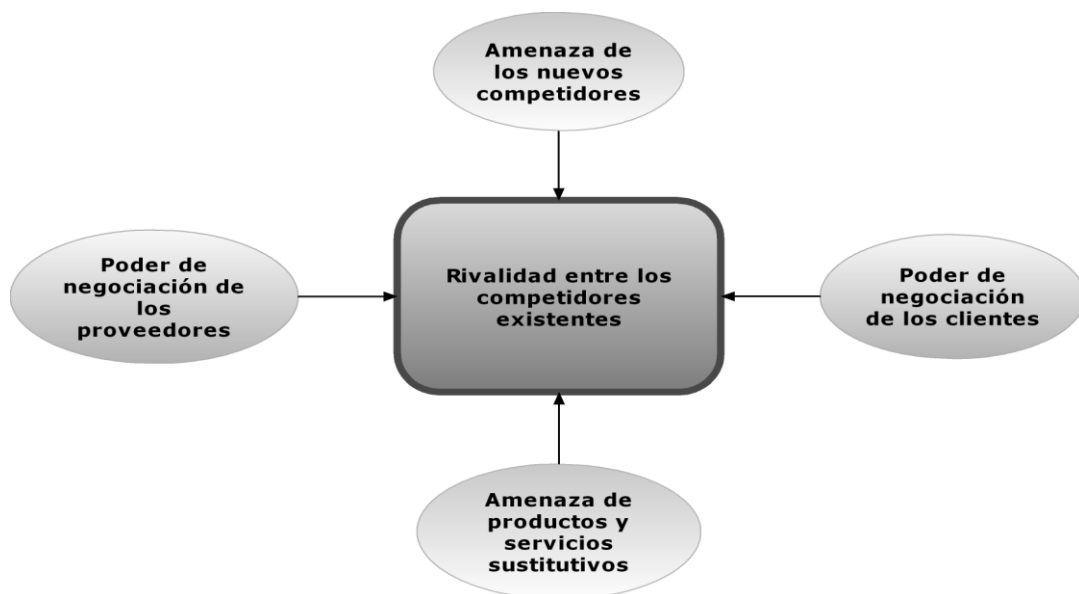 Amenaza de
los nuevos
competidores
Poder de
negociación de
los
proveedores
Rivalidad entre los
competidores
existentes
Poder de
negociación
de los clientes
Amenaza de
productos y
servicios
sustitutivos